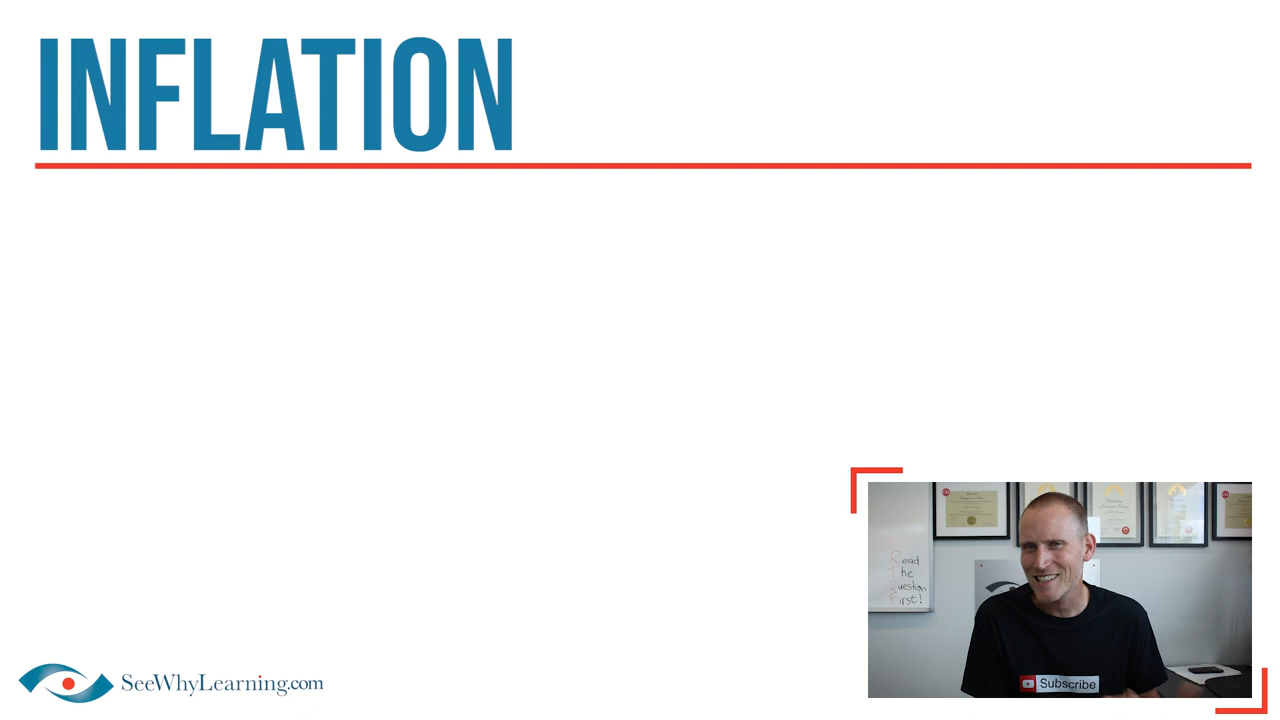 INFLATION
Read
The
Question
First!
Subscribe
SeeWhyLearning.com